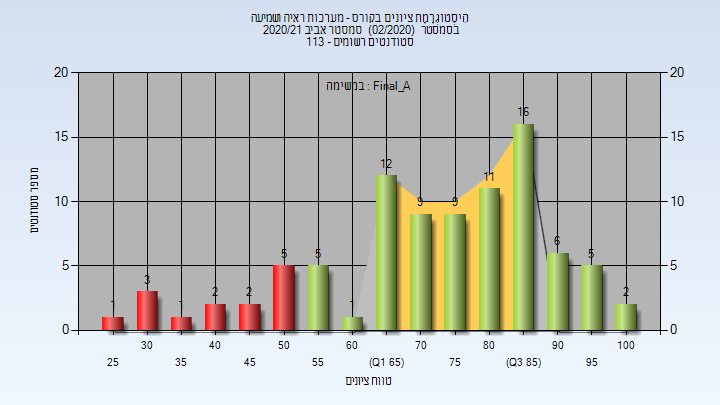 היסטוגרמת ציונים בקורס - מערכות ראיה ושמיעה
בסמסטר (02/2020) סמסטר אביב 2020/21
סטודנטים רשומים - 113
במשימה : Final_A
20 20
15 15
10 10
5 5
0 0
מספר סטודנטים
1 3 1 2 2 5 5 1 12 9 9 11 16 6 5 2
30 40 50 60 70 80 90 100
25 35 45 55 (Q1 65) 75 (Q3 85) 95
טווח ציונים